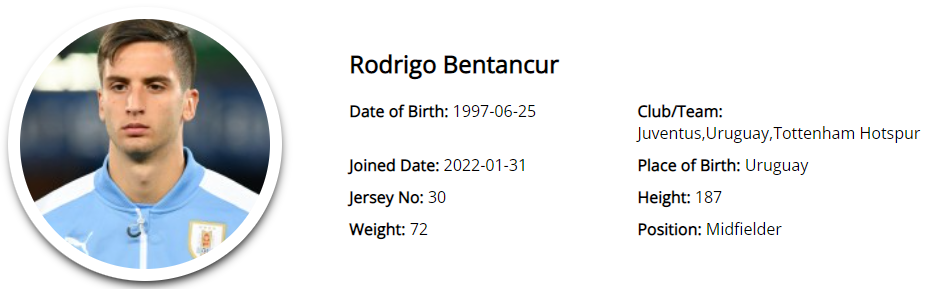 Rodrigo Bentancur
Date of Birth: 1997-06-25
Club/Team:
Juventus,Uruguay,Tottenham Hotspur
Joined Date: 2022-01-31
Place of Birth: Uruguay
Jersey No: 30
Height: 187
Weight: 72
Position: Midfielder